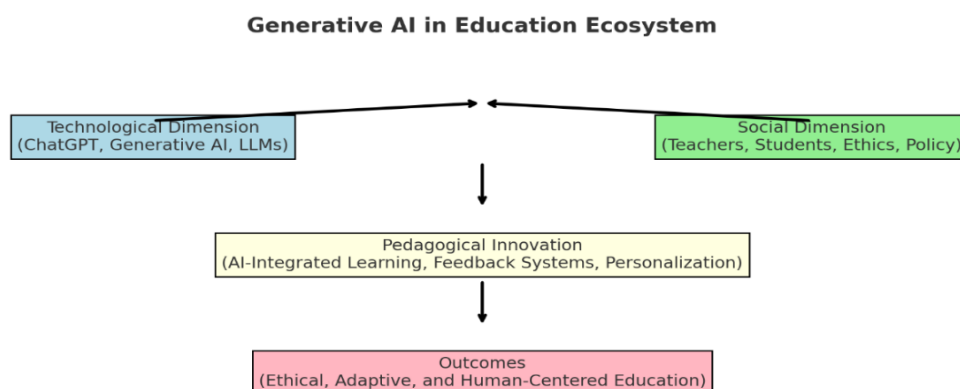 Generative AI in Education Ecosystem
Technological Dimension
(ChatGPT, Generative AI, LLMs)
Social Dimension
(Teachers, Students, Ethics, Policy)
Pedagogical Innovation
(AI-Integrated Learning, Feedback Systems, Personalization)
Outcomes
(Ethical, Adaptive, and Human-Centered Education)